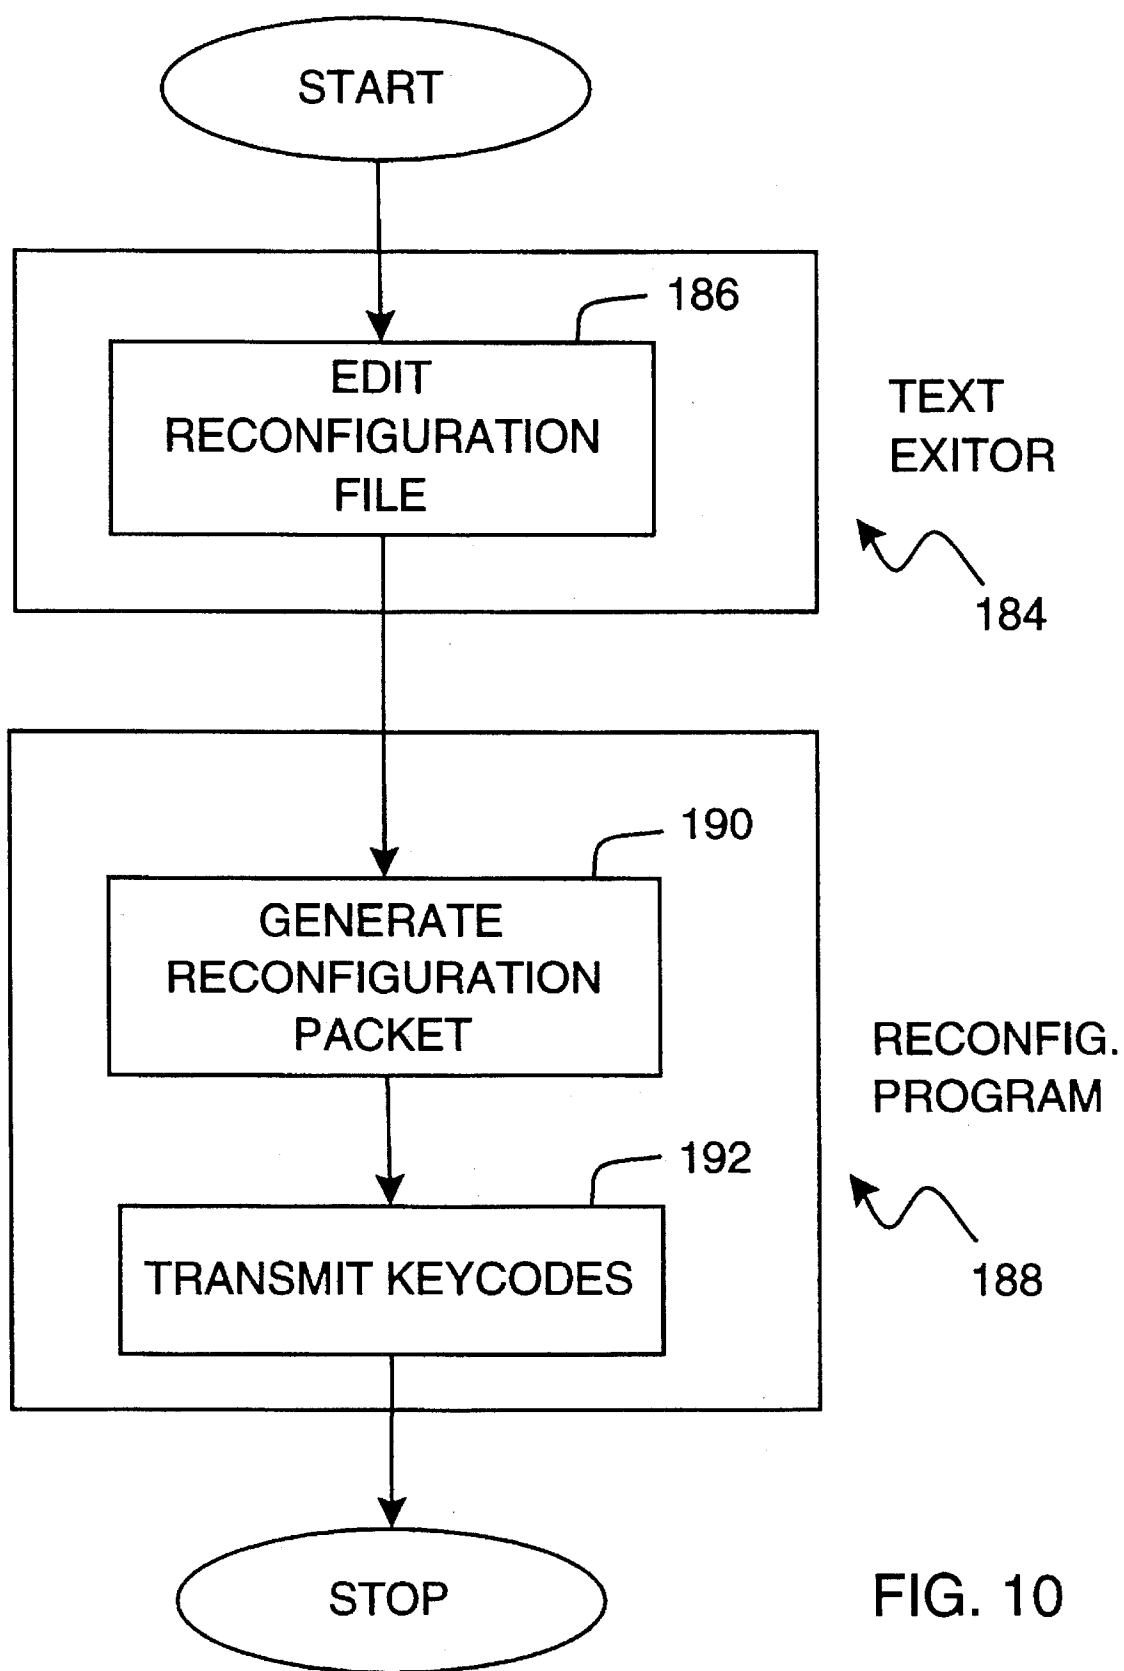 START
186
EDIT
RECONFIGURATION
FILE
TEXT
EXITOR
184
190
GENERATE
RECONFIGURATION
PACKET
RECONFIG.
PROGRAM
192
TRANSMIT KEYCODES
188
STOP
FIG. 10